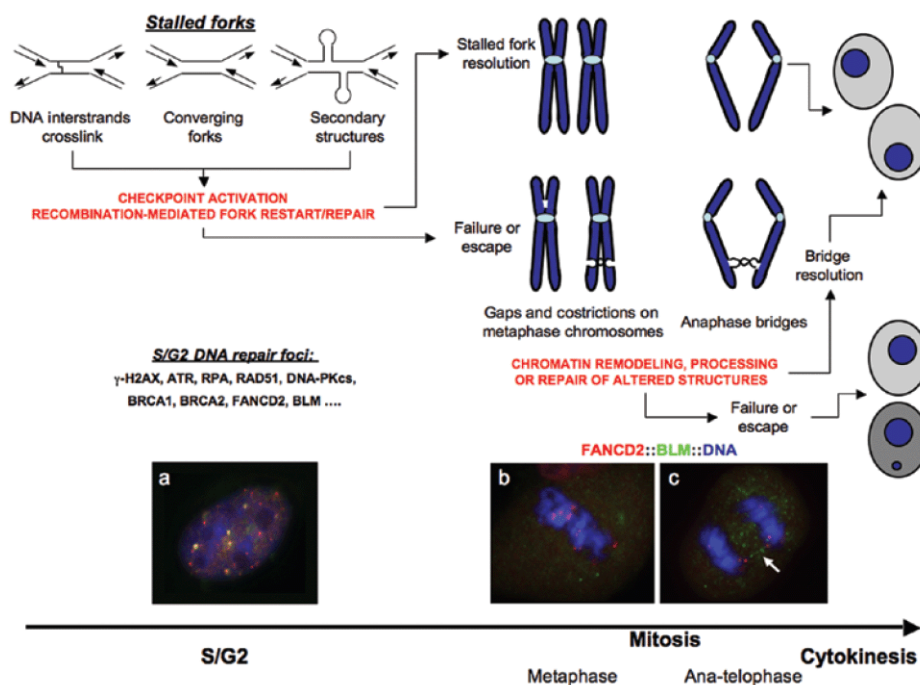 Stalled forks
DNA interstrands
crosslink
Converging
forks
Secondary
structures
CHECKPOINT ACTIVATION
RECOMBINATION-MEDIATED FORK RESTART/REPAIR
Stalled fork
resolution
Failure or
escape
Gaps and costrictions on
metaphase chromosomes
Anaphase bridges
Bridge
resolution
CHROMATIN REMODELING, PROCESSING
OR REPAIR OF ALTERED STRUCTURES
Failure or
escape
S/G2 DNA repair foci:
γ-H2AX, ATR, RPA, RAD51, DNA-PKcs,
BRCA1, BRCA2, FANCD2, BLM ....
FANCD2::BLM::DNA
a
b
c
S/G2
Mitosis
Metaphase
Ana-telophase
Cytokinesis